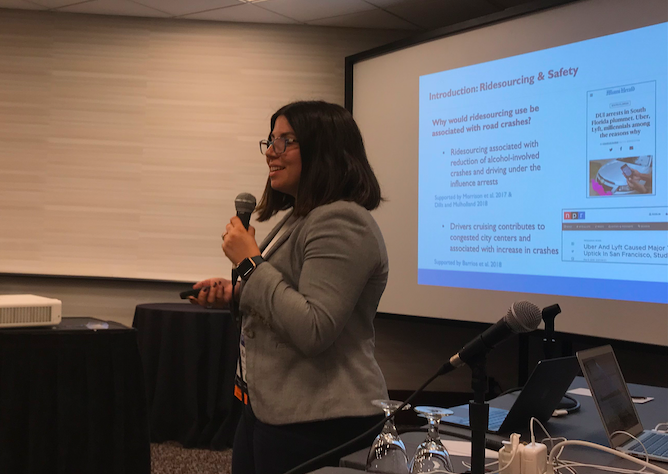 Introduction: Ridesourcing & Safety
Why would ridesourcing use be
associated with road crashes?
• Ridesourcing associated with
reduction of alcohol-involved
crashes and driving under the
influence arrests
Supported by Morrison et al. 2017 &
Dills and Mulholland 2018
• Drivers cruising contributes to
congested city centers and
associated with increase in crashes
Supported by Barrios et al. 2018
Miami Herald
DUI arrests in South
Florida plummet. Uber,
Lyft, millennials among
the reasons why
npr
Uber And Lyft Caused Major
Uptick In San Francisco, Stud